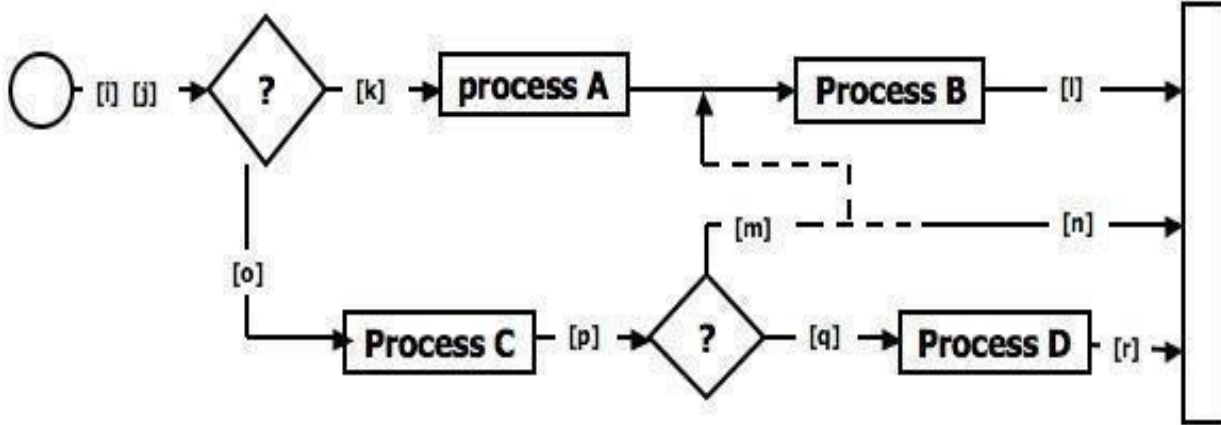 [i] [j]
?
[k]
process A
Process B
[l]
[m]
[n]
[o]
Process C
[p]
?
[q]
Process D
[r]